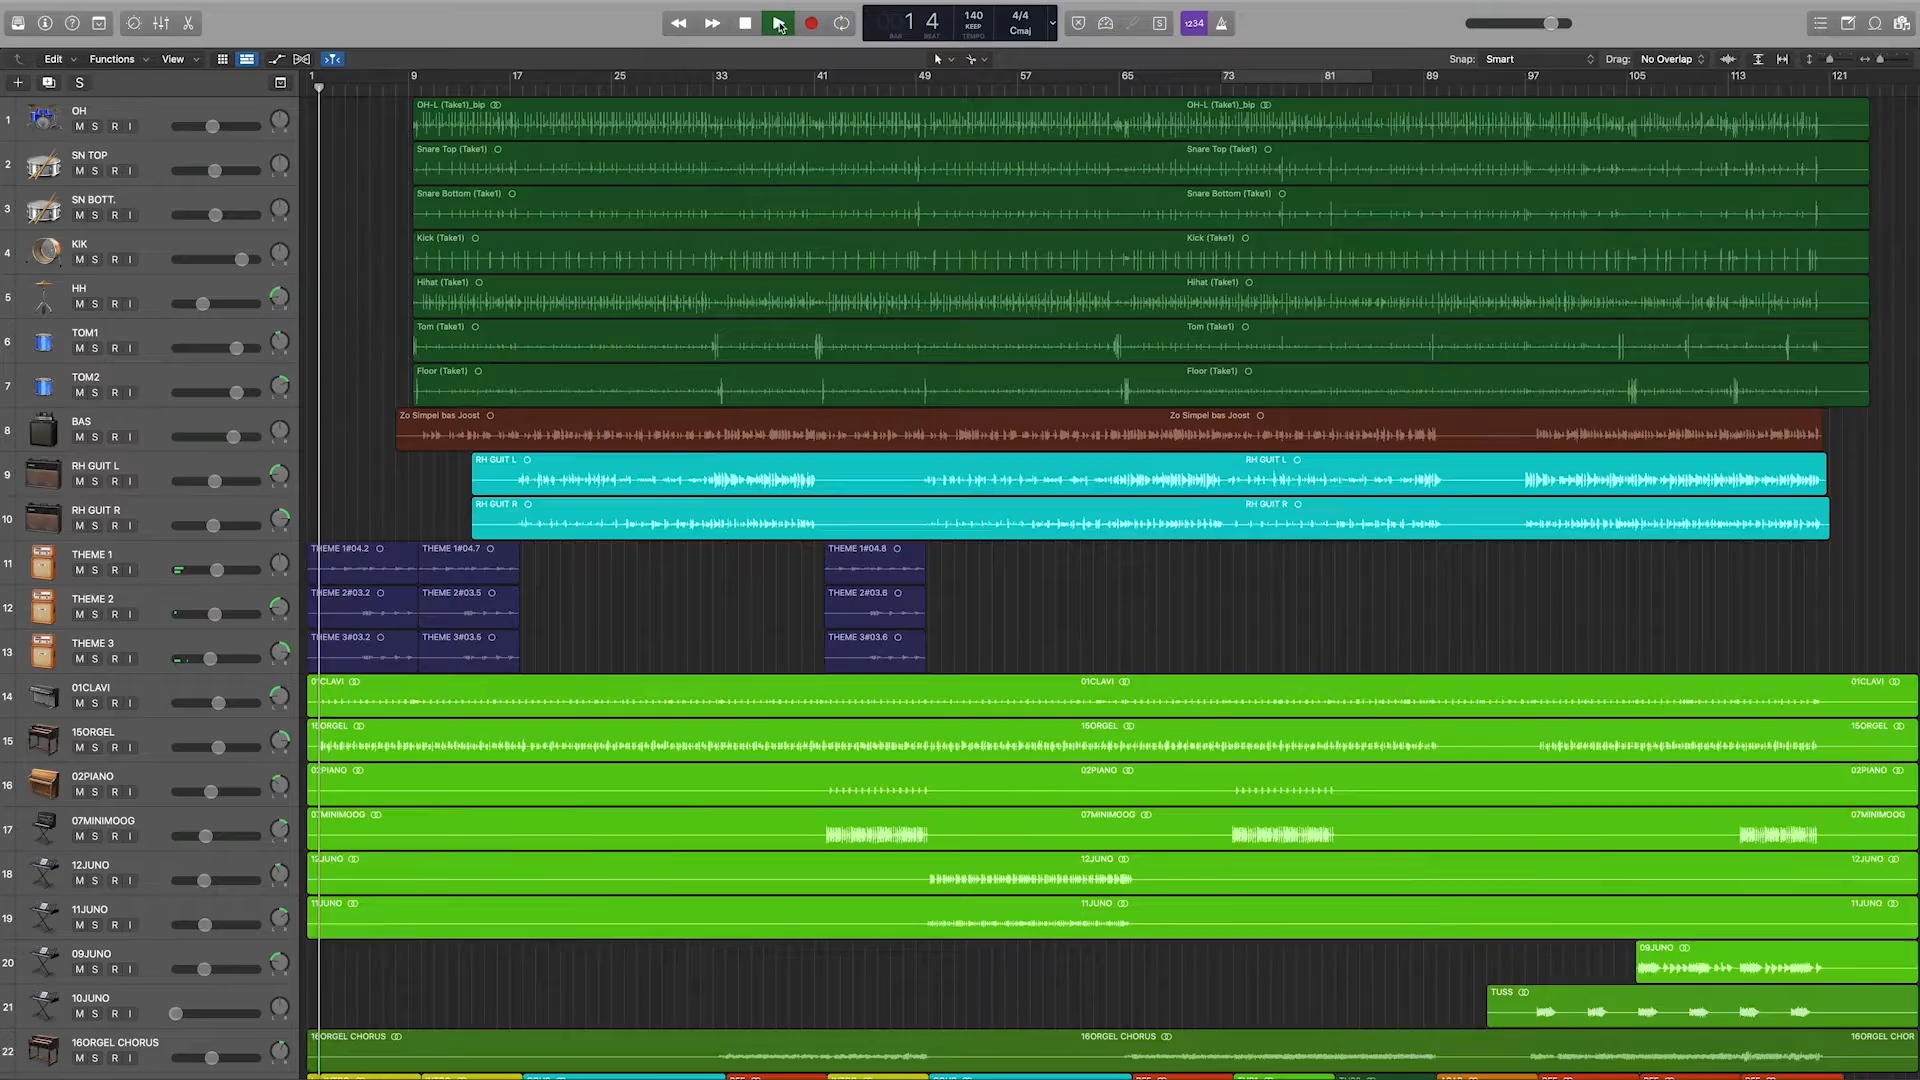 1 4 140 4/4
KEEP Cmaj
BAR BEAT TEMPO
1234
S
Edit Functions View Snap: Smart Drag: No Overlap
S
1 9 17 25 33 41 49 57 65 73 81 89 97 105 113 121
1 OH M S R I
OH-L (Take1)_bip OH-L (Take1)_bip
2 SN TOP M S R I
Snare Top (Take1) Snare Top (Take1)
3 SN BOTT. M S R I
Snare Bottom (Take1) Snare Bottom (Take1)
4 KIK M S R I
Kick (Take1) Kick (Take1)
5 HH M S R I
Hihat (Take1) Hihat (Take1)
6 TOM1 M S R I
Tom (Take1) Tom (Take1)
7 TOM2 M S R I
Floor (Take1) Floor (Take1)
8 BAS M S R I
Zo Simpel bas Joost Zo Simpel bas Joost
9 RH GUIT L M S R I
RH GUIT L RH GUIT L
10 RH GUIT R M S R I
RH GUIT R RH GUIT R
11 THEME 1 M S R I
THEME 1#04.2 THEME 1#04.7 THEME 1#04.8
12 THEME 2 M S R I
THEME 2#03.2 THEME 2#03.5 THEME 2#03.6
13 THEME 3 M S R I
THEME 3#03.2 THEME 3#03.5 THEME 3#03.6
14 01CLAVI M S R I
01CLAVI 01CLAVI 01CLAVI
15 15ORGEL M S R I
15ORGEL 15ORGEL 15ORGEL
16 02PIANO M S R I
02PIANO 02PIANO 02PIANO
17 07MINIMOOG M S R I
07MINIMOOG 07MINIMOOG 07MINIMOOG
18 12JUNO M S R I
12JUNO 12JUNO 12JUNO
19 11JUNO M S R I
11JUNO 11JUNO 11JUNO
20 09JUNO M S R I
09JUNO
21 10JUNO M S R I
TUSS
22 16ORGEL CHORUS M S R I
16ORGEL CHORUS 16ORGEL CHORUS 16ORGEL CHOR